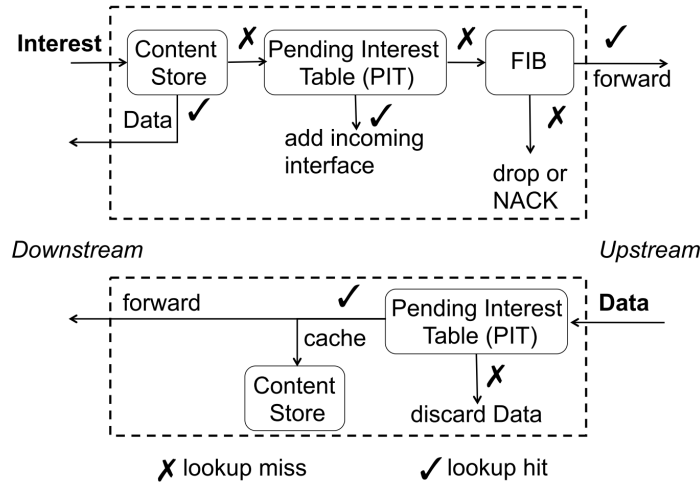 Interest
Content
Store
Pending Interest
Table (PIT)
FIB
forward
Data
add incoming
interface
drop or
NACK
Downstream
Upstream
forward
cache
Pending Interest
Table (PIT)
Data
Content
Store
discard Data
✗ lookup miss
✓ lookup hit